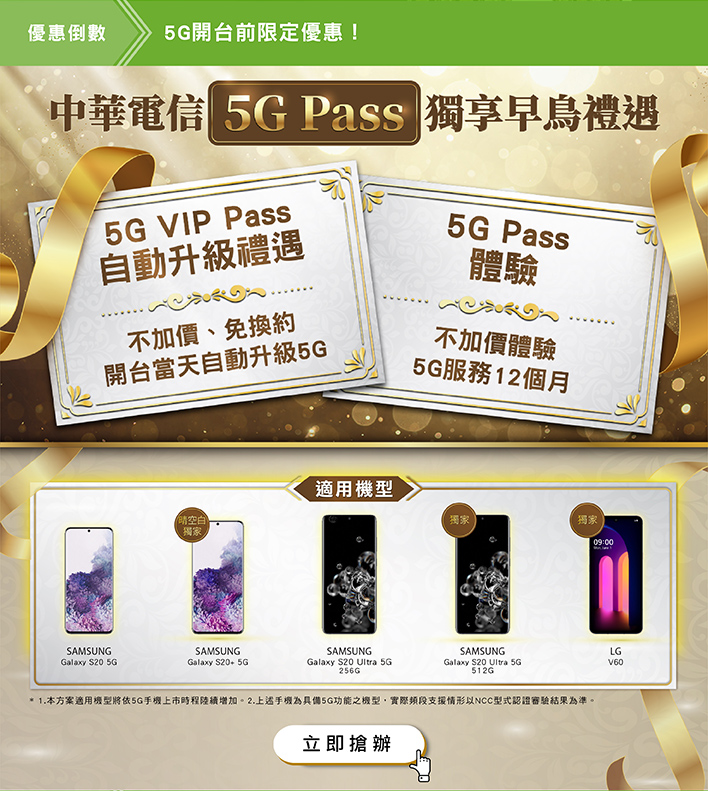 優惠倒數
5G開台前限定優惠！
中華電信 5G Pass 獨享早鳥禮遇
5G VIP Pass
自動升級禮遇
不加價、免換約
開台當天自動升級5G
5G Pass
體驗
不加價體驗
5G服務12個月
適用機型
晴空白
獨家
獨家
獨家
09:00
SAMSUNG
Galaxy S20 5G
SAMSUNG
Galaxy S20+ 5G
SAMSUNG
Galaxy S20 Ultra 5G
256G
SAMSUNG
Galaxy S20 Ultra 5G
512G
LG
V60
* 1.本方案適用機型將依5G手機上市時程陸續增加。2.上述手機為具備5G功能之機型，實際頻段支援情形以NCC型式認證審驗結果為準。
立即搶辦